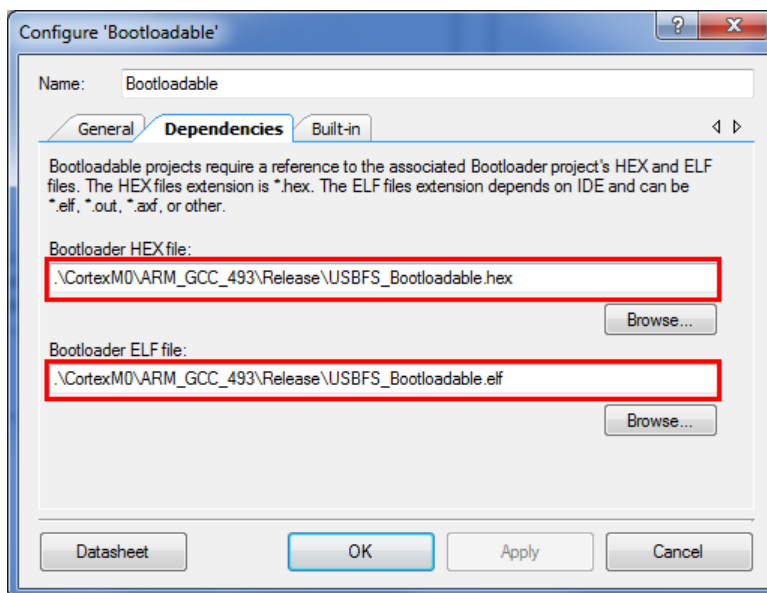 Configure 'Bootloadable'
?
X
Name: Bootloadable
General Dependencies Built-in
Bootloadable projects require a reference to the associated Bootloader project's HEX and ELF
files. The HEX files extension is *.hex. The ELF files extension depends on IDE and can be
*.elf, *.out, *.axf, or other.
Bootloader HEX file:
.\CortexM0\ARM_GCC_493\Release\USBFS_Bootloadable.hex
Browse...
Bootloader ELF file:
.\CortexM0\ARM_GCC_493\Release\USBFS_Bootloadable.elf
Browse...
Datasheet OK Apply Cancel